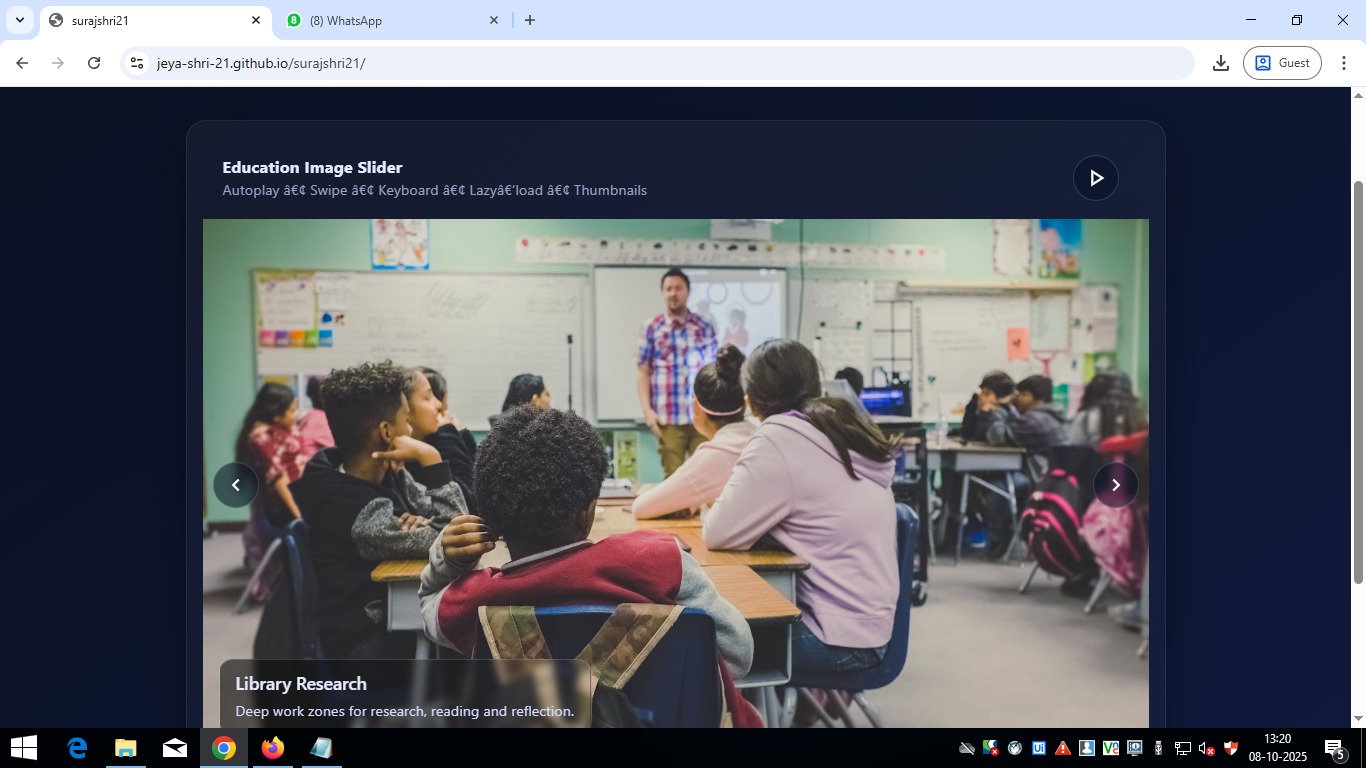 surajshri21
(8) WhatsApp
jeya-shri-21.github.io/surajshri21/
Guest
Education Image Slider
Autoplay â€¢ Swipe â€¢ Keyboard â€¢ Lazyâ€‘load â€¢ Thumbnails
Library Research
Deep work zones for research, reading and reflection.
13:20
08-10-2025
5